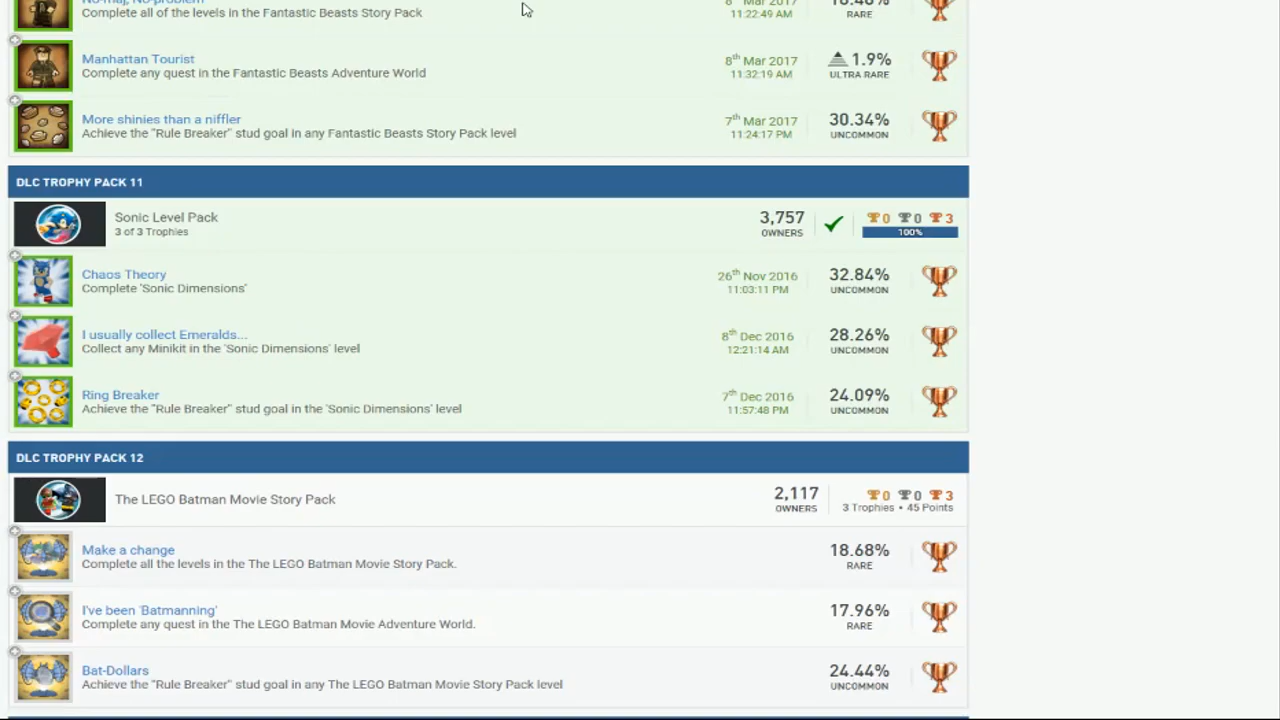 Complete all of the levels in the Fantastic Beasts Story Pack
11:22:49 AM
RARE
Manhattan Tourist
Complete any quest in the Fantastic Beasts Adventure World
8th Mar 2017
11:32:19 AM
1.9%
ULTRA RARE
More shinies than a niffler
Achieve the "Rule Breaker" stud goal in any Fantastic Beasts Story Pack level
7th Mar 2017
11:24:17 PM
30.34%
UNCOMMON
DLC TROPHY PACK 11
Sonic Level Pack
3 of 3 Trophies
3,757
OWNERS
0 0 3
100%
Chaos Theory
Complete 'Sonic Dimensions'
26th Nov 2016
11:03:11 PM
32.84%
UNCOMMON
I usually collect Emeralds...
Collect any Minikit in the 'Sonic Dimensions' level
8th Dec 2016
12:21:14 AM
28.26%
UNCOMMON
Ring Breaker
Achieve the "Rule Breaker" stud goal in the 'Sonic Dimensions' level
7th Dec 2016
11:57:48 PM
24.09%
UNCOMMON
DLC TROPHY PACK 12
The LEGO Batman Movie Story Pack
2,117
OWNERS
0 0 3
3 Trophies • 45 Points
Make a change
Complete all the levels in the The LEGO Batman Movie Story Pack.
18.68%
RARE
I've been 'Batmanning'
Complete any quest in the The LEGO Batman Movie Adventure World.
17.96%
RARE
Bat-Dollars
Achieve the "Rule Breaker" stud goal in any The LEGO Batman Movie Story Pack level
24.44%
UNCOMMON